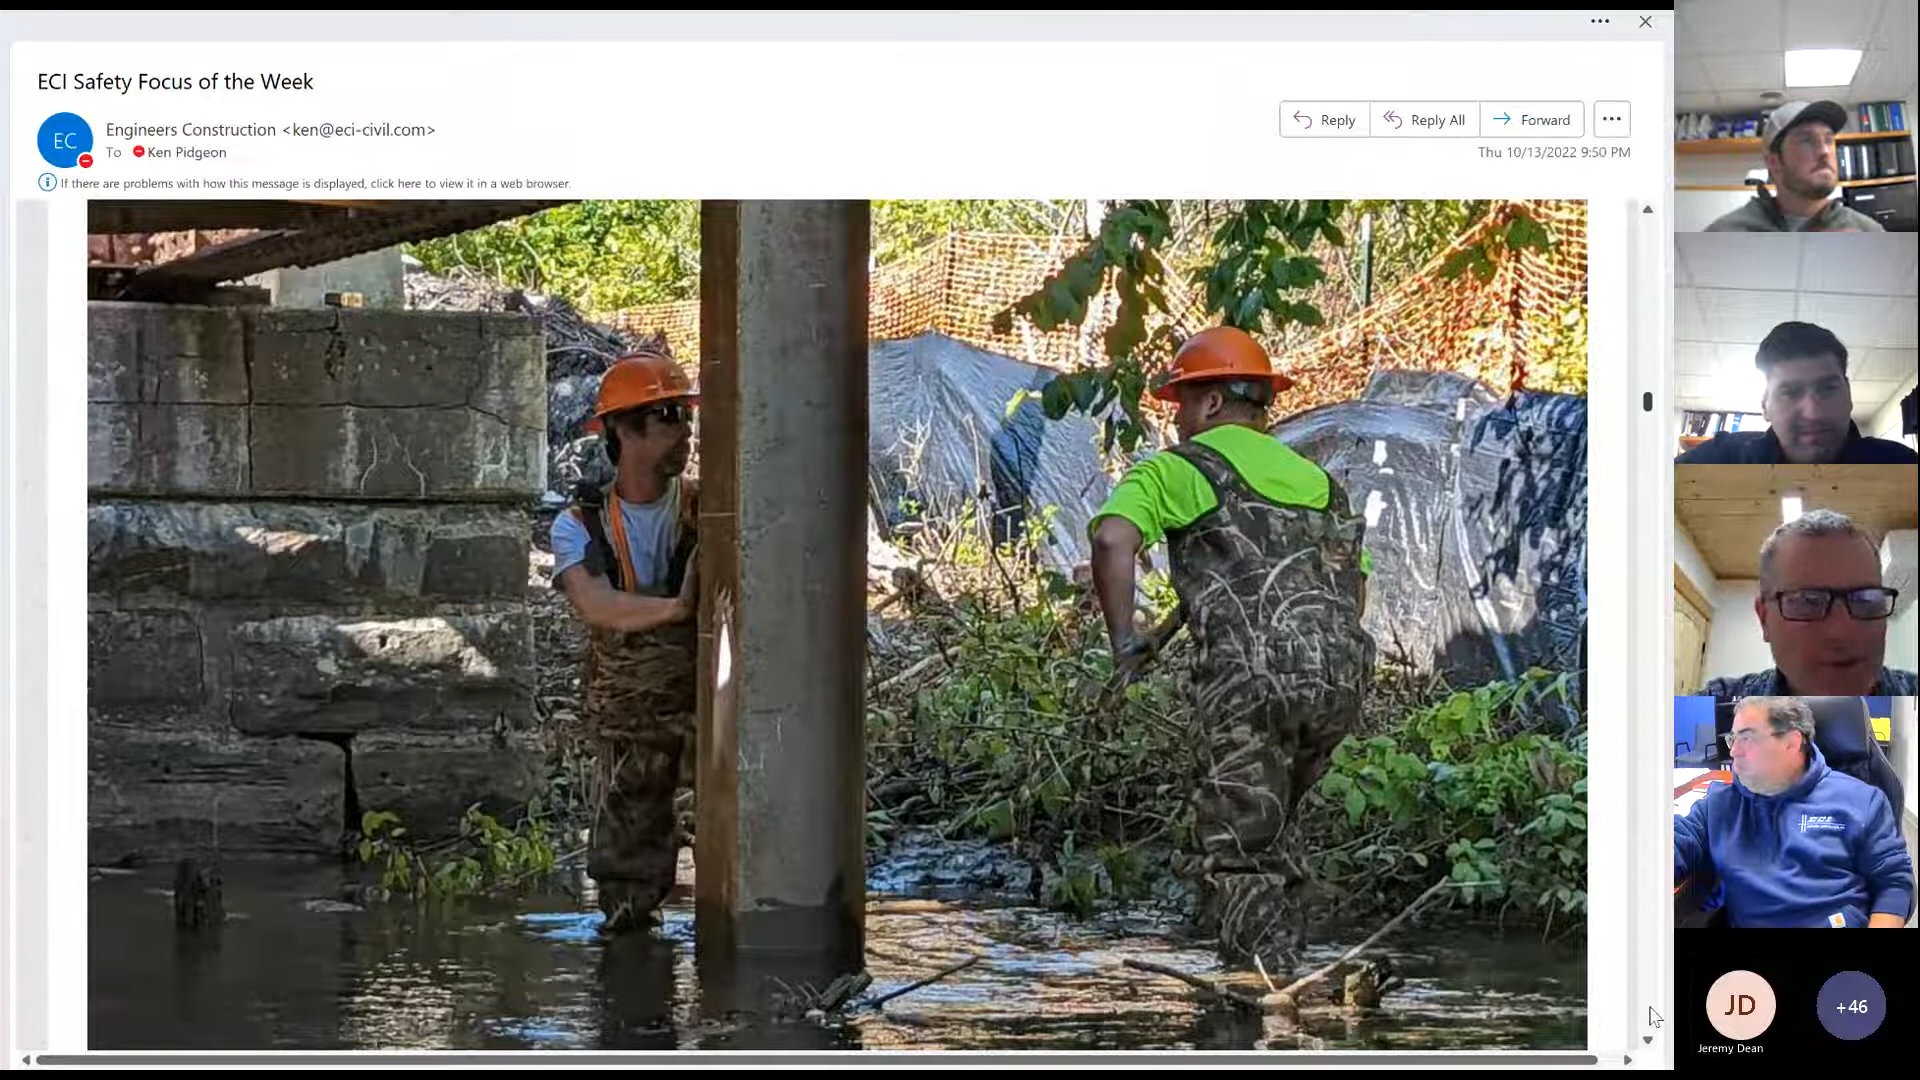 ECI Safety Focus of the Week
EC
Engineers Construction <ken@eci-civil.com>
To Ken Pidgeon
Reply
Reply All
Forward
Thu 10/13/2022 9:50 PM
If there are problems with how this message is displayed, click here to view it in a web browser.
ECI
JD
+46
Jeremy Dean